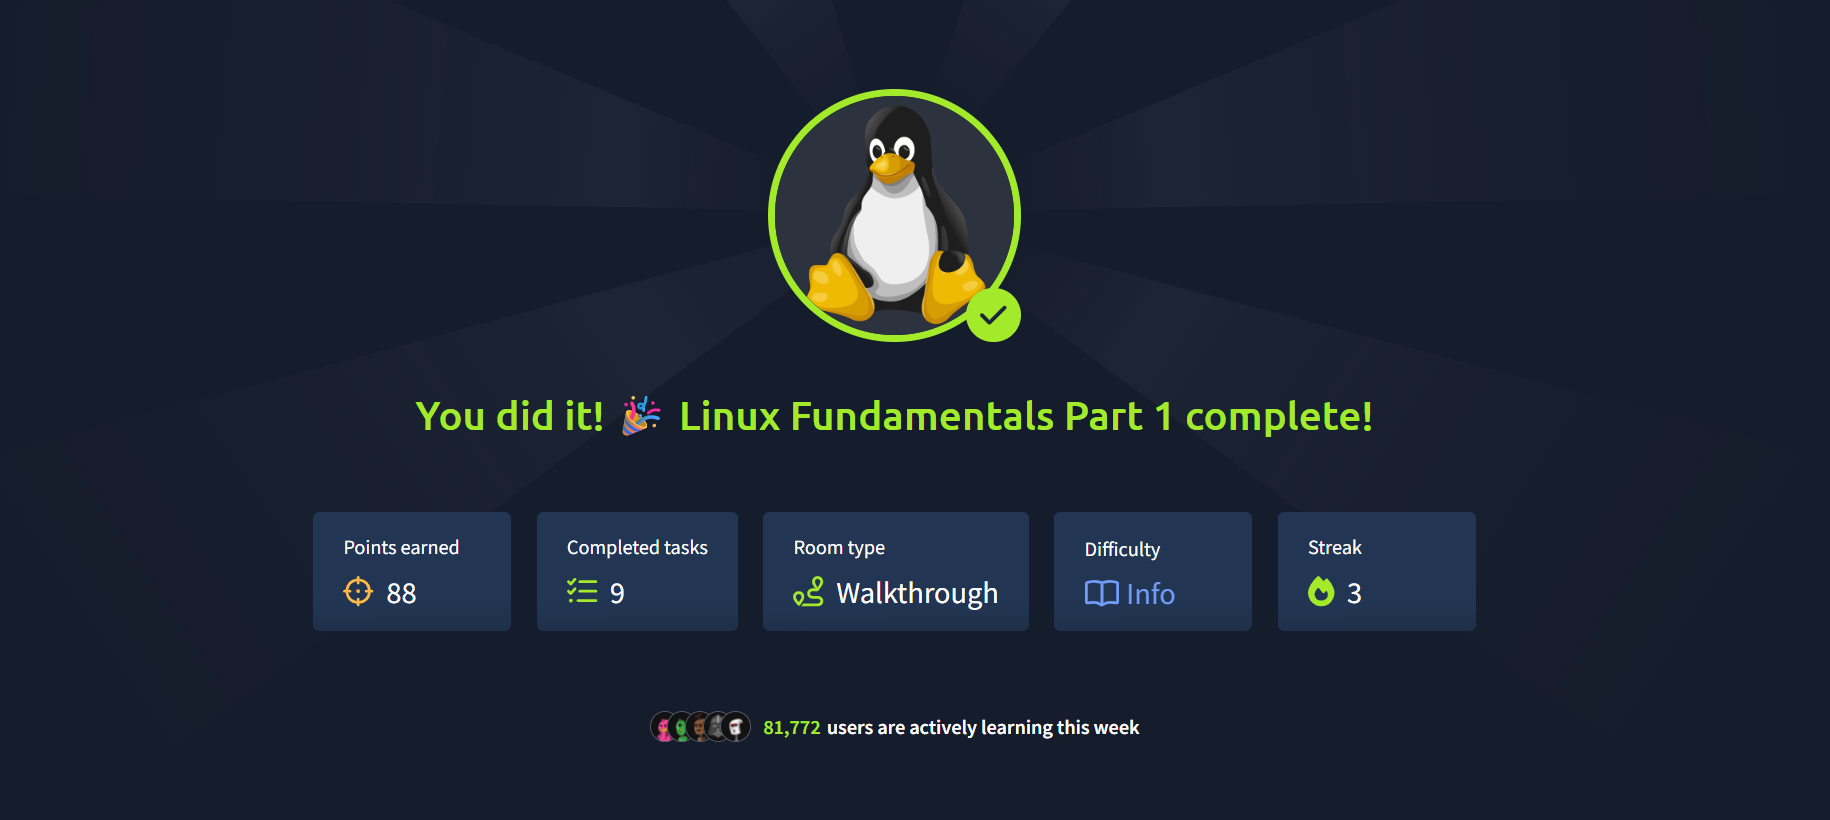 You did it! 🎉 Linux Fundamentals Part 1 complete!
Points earned
88
Completed tasks
9
Room type
Walkthrough
Difficulty
Info
Streak
3
81,772 users are actively learning this week